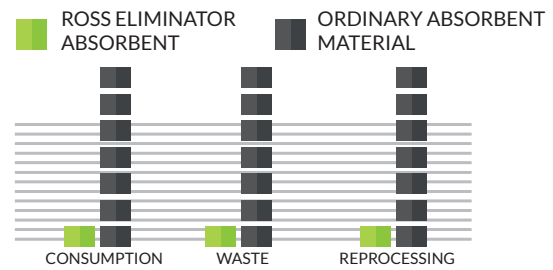 ROSS ELIMINATOR
ABSORBENT
ORDINARY ABSORBENT
MATERIAL
CONSUMPTION
WASTE
REPROCESSING